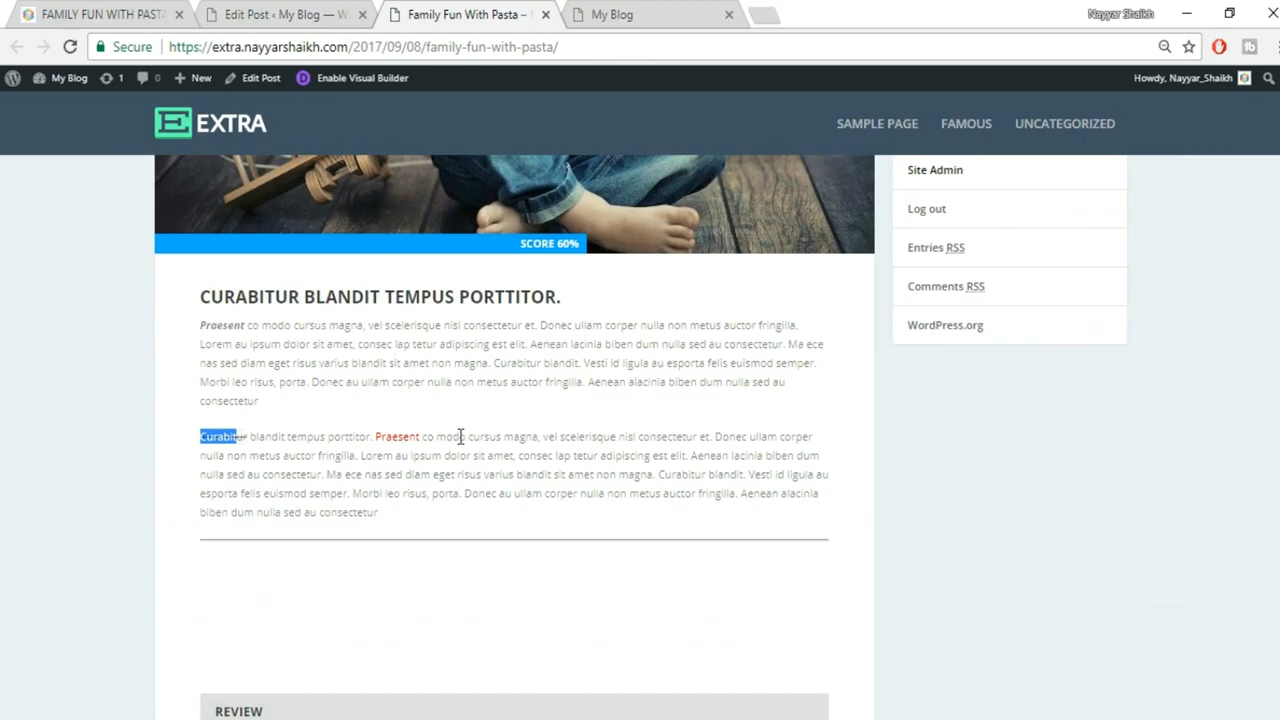 FAMILY FUN WITH PASTA
Edit Post ‹ My Blog — W
Family Fun With Pasta –
My Blog
Nayyar Shaikh
Secure
https://extra.nayyarshaikh.com/2017/09/08/family-fun-with-pasta/
My Blog
1
0
New
Edit Post
D
Enable Visual Builder
Howdy, Nayyar_Shaikh
E EXTRA
SAMPLE PAGE
FAMOUS
UNCATEGORIZED
Site Admin
Log out
Entries RSS
Comments RSS
WordPress.org
SCORE 60%
CURABITUR BLANDIT TEMPUS PORTTITOR.
Praesent co modo cursus magna, vel scelerisque nisl consectetur et. Donec ullam corper nulla non metus auctor fringilla.
Lorem au ipsum dolor sit amet, consec lap tetur adipiscing est elit. Aenean lacinia biben dum nulla sed au consectetur. Ma ece
nas sed diam eget risus varius blandit sit amet non magna. Curabitur blandit. Vesti id ligula au esporta felis euismod semper.
Morbi leo risus, porta. Donec au ullam corper nulla non metus auctor fringilla. Aenean alacinia biben dum nulla sed au
consectetur
Curabitur blandit tempus porttitor. Praesent co modo cursus magna, vel scelerisque nisl consectetur et. Donec ullam corper
nulla non metus auctor fringilla. Lorem au ipsum dolor sit amet, consec lap tetur adipiscing est elit. Aenean lacinia biben dum
nulla sed au consectetur. Ma ece nas sed diam eget risus varius blandit sit amet non magna. Curabitur blandit. Vesti id ligula au
esporta felis euismod semper. Morbi leo risus, porta. Donec au ullam corper nulla non metus auctor fringilla. Aenean alacinia
biben dum nulla sed au consectetur
REVIEW